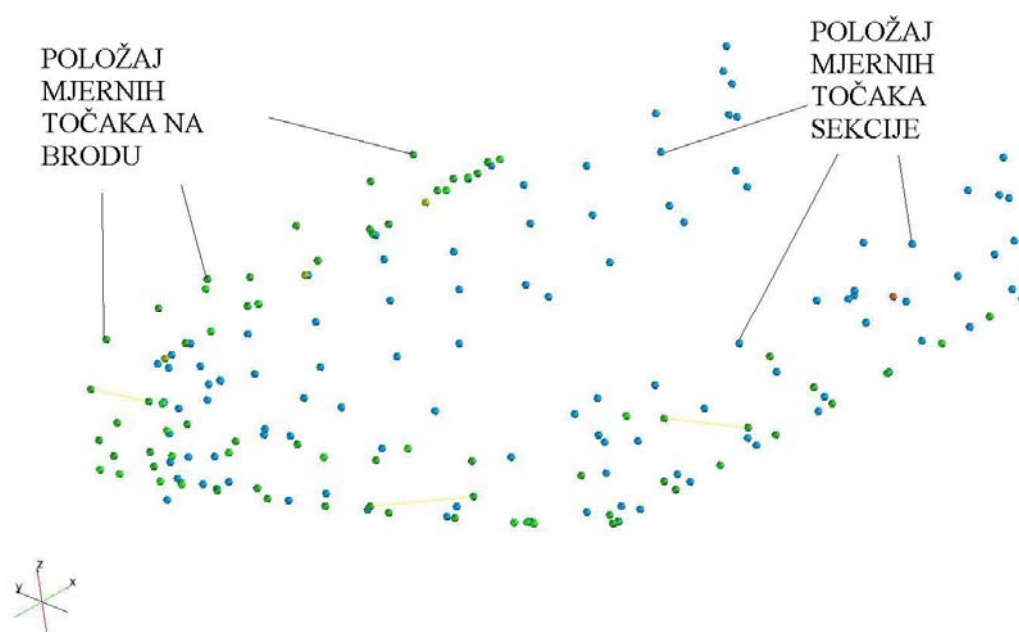 POLOŽAJ
MJERNIH
TOČAKA NA
BRODU
POLOŽAJ
MJERNIH
TOČAKA
SEKCIJE
z
y
x